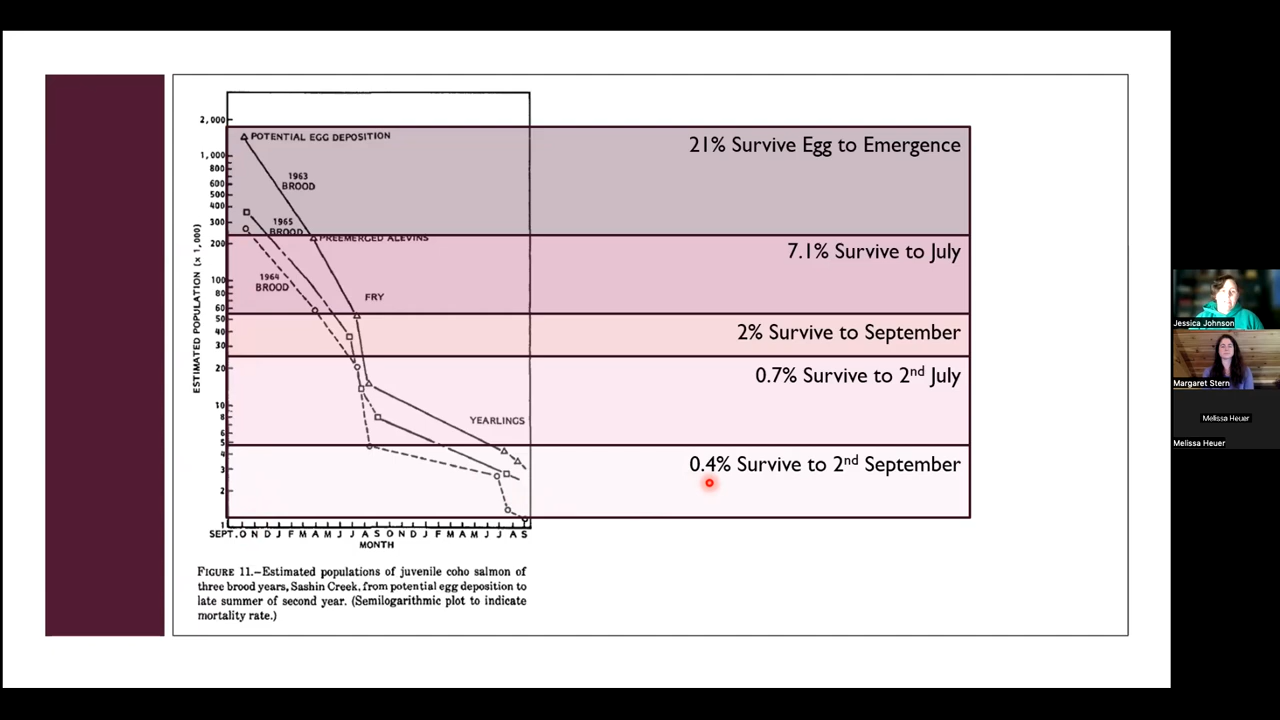 2,000
1,000
800
600
500
400
300
200
100
80
60
50
40
30
20
10
8
6
5
4
3
2
1
ESTIMATED POPULATION (x 1,000)
POTENTIAL EGG DEPOSITION
1963
BROOD
1965
BROOD
PREEMERGED ALEVINS
1964
BROOD
FRY
YEARLINGS
SEPT. O N D J F M A M J J A S O N D J F M A M J J A S
MONTH
21% Survive Egg to Emergence
7.1% Survive to July
2% Survive to September
0.7% Survive to 2nd July
0.4% Survive to 2nd September
FIGURE 11.—Estimated populations of juvenile coho salmon of
three brood years, Sashin Creek, from potential egg deposition to
late summer of second year. (Semilogarithmic plot to indicate
mortality rate.)
Jessica Johnson
Margaret Stern
Melissa Heuer
Melissa Heuer